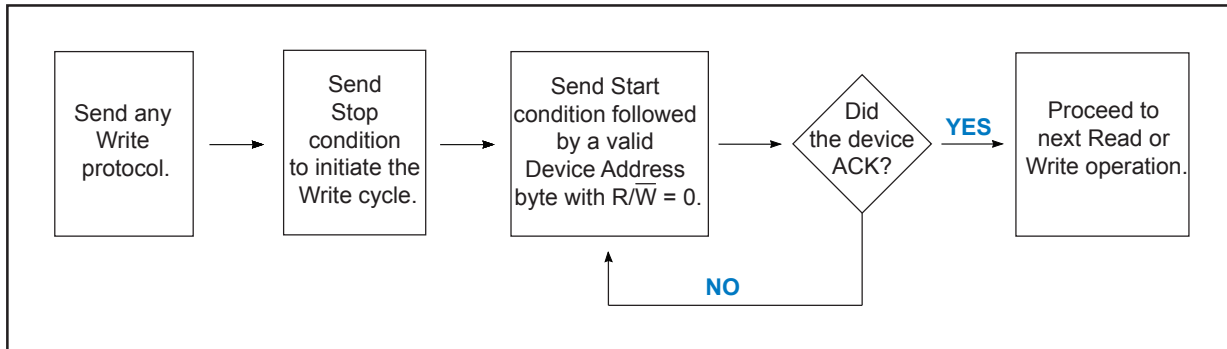 Send any
Write
protocol.
Send
Stop
condition
to initiate the
Write cycle.
Send Start
condition followed
by a valid
Device Address
byte with R/W̅ = 0.
Did
the device
ACK?
YES
NO
Proceed to
next Read or
Write operation.